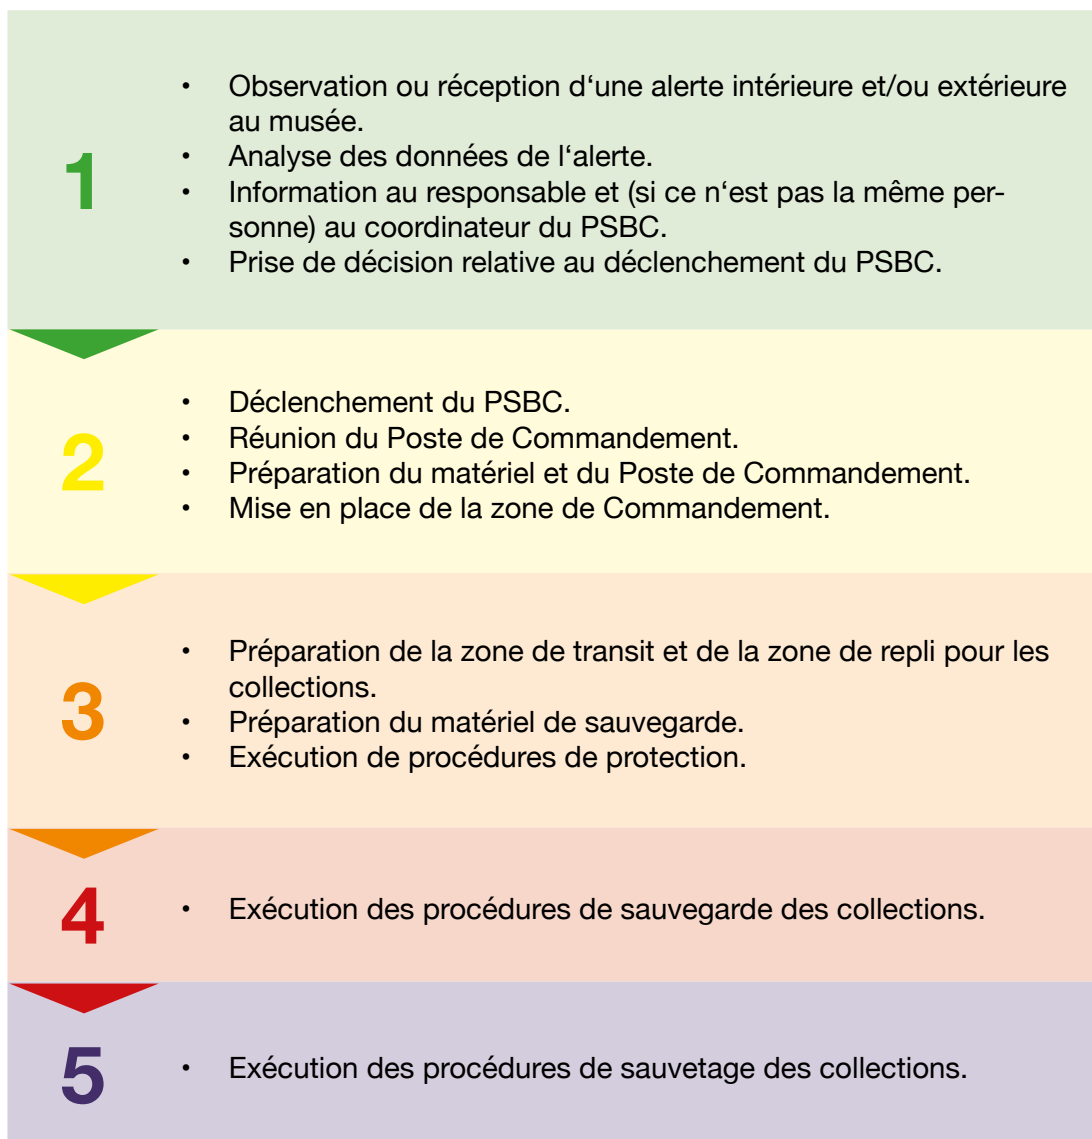 1
• Observation ou réception d‘une alerte intérieure et/ou extérieure
au musée.
• Analyse des données de l‘alerte.
• Information au responsable et (si ce n‘est pas la même per-
sonne) au coordinateur du PSBC.
• Prise de décision relative au déclenchement du PSBC.
2
• Déclenchement du PSBC.
• Réunion du Poste de Commandement.
• Préparation du matériel et du Poste de Commandement.
• Mise en place de la zone de Commandement.
3
• Préparation de la zone de transit et de la zone de repli pour les
collections.
• Préparation du matériel de sauvegarde.
• Exécution de procédures de protection.
4
• Exécution des procédures de sauvegarde des collections.
5
• Exécution des procédures de sauvetage des collections.